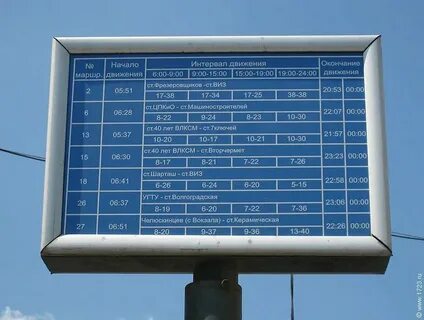 № маршр. Начало движения Интервал движения Окончание движения
6:00-9:00 9:00-15:00 15:00-19:00 19:00-24:00
ст.Фрезеровщиков -ст.ВИЗ
2 05:51 17-38 17-34 17-25 38-38 20:53 00:00
ст.ЦПКиО - ст.Машиностроителей
6 06:28 8-22 9-24 8-23 10-30 22:07 00:00
ст.40 лет ВЛКСМ - ст.7ключей
13 05:37 10-20 10-17 10-21 10-30 21:57 00:00
ст.40 лет ВЛКСМ - ст.Вторчермет
15 06:30 8-17 8-21 7-22 7-26 23:23 00:00
ст.Шарташ - ст.ВИЗ
18 06:41 6-26 6-24 6-20 5-15 22:58 00:00
УГТУ - ст.Волгоградская
26 06:37 8-19 6-20 7-22 7-36 23:06 00:00
Челюскинцев (с Вокзала) - ст.Керамическая
27 06:51 8-20 9-37 9-36 13-40 22:26 00:00
© www.1723.ru